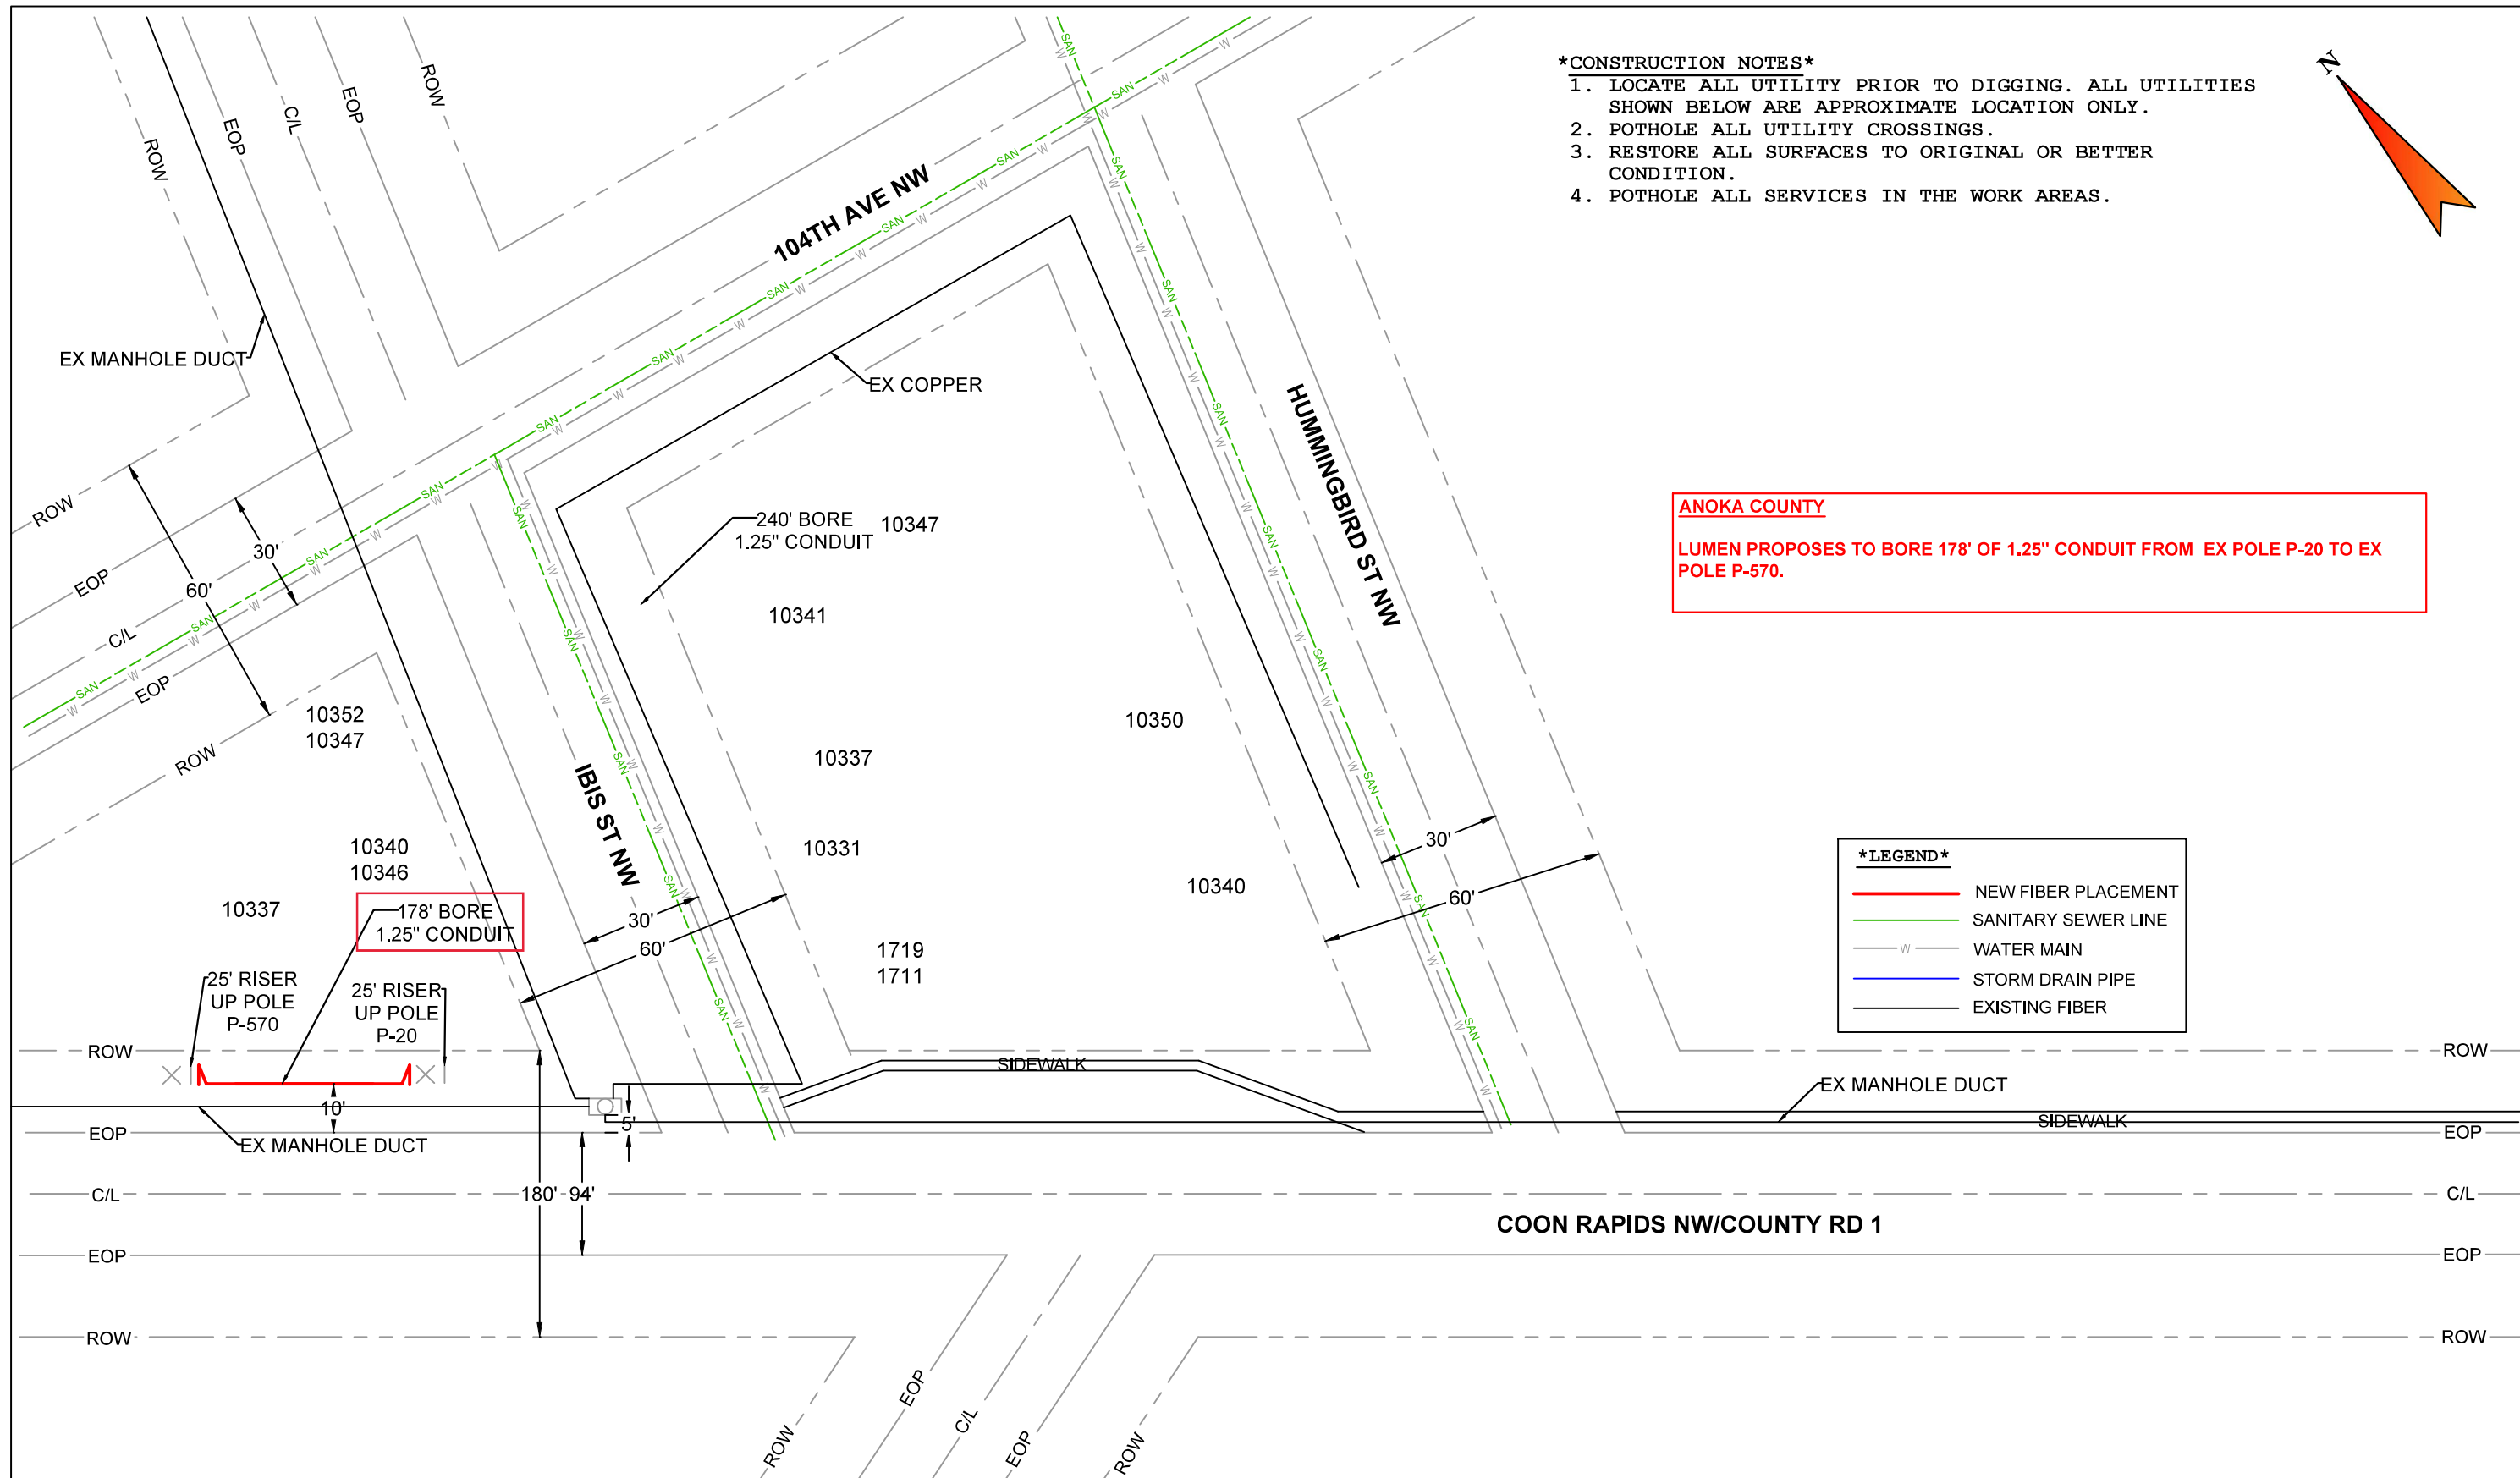 *CONSTRUCTION NOTES*
1. LOCATE ALL UTILITY PRIOR TO DIGGING. ALL UTILITIES
SHOWN BELOW ARE APPROXIMATE LOCATION ONLY.
2. POTHOLE ALL UTILITY CROSSINGS.
3. RESTORE ALL SURFACES TO ORIGINAL OR BETTER
CONDITION.
4. POTHOLE ALL SERVICES IN THE WORK AREAS.
N
ROW
EOP
C/L
EOP
ROW
SAN
W
104TH AVE NW
EX MANHOLE DUCT
EX COPPER
HUMMINGBIRD ST NW
ROW
EOP
C/L
EOP
ROW
30'
60'
240' BORE
1.25" CONDUIT
10347
10341
ANOKA COUNTY
LUMEN PROPOSES TO BORE 178' OF 1.25" CONDUIT FROM EX POLE P-20 TO EX
POLE P-570.
10352
10347
10350
10337
IBIS ST NW
10331
10340
10346
10340
10337
178' BORE
1.25" CONDUIT
30'
60'
30'
60'
1719
1711
25' RISER
UP POLE
P-570
25' RISER
UP POLE
P-20
*LEGEND*
NEW FIBER PLACEMENT
SANITARY SEWER LINE
W WATER MAIN
STORM DRAIN PIPE
EXISTING FIBER
ROW
SIDEWALK
ROW
EX MANHOLE DUCT
10'
5'
SIDEWALK
EOP
EX MANHOLE DUCT
EOP
C/L
180'
94'
C/L
COON RAPIDS NW/COUNTY RD 1
EOP
EOP
ROW
ROW
EOP
C/L
EOP
ROW
ROW